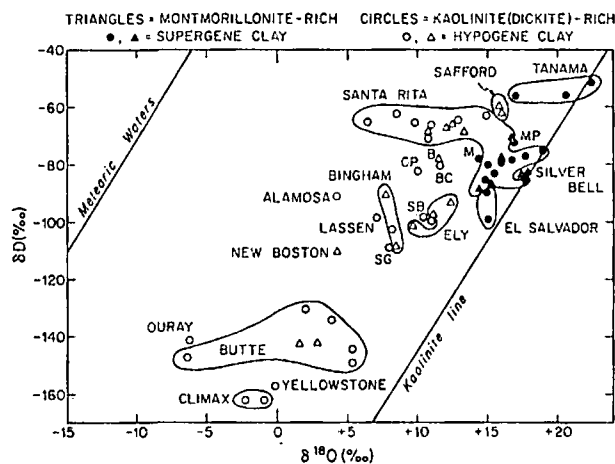 TRIANGLES = MONTMORILLONITE-RICH CIRCLES = KAOLINITE(DICKITE)-RICH
●, ▲ = SUPERGENE CLAY ○, △ = HYPOGENE CLAY
-40
-60
-80
-100
-120
-140
-160
δD(‰)
Meteoric Waters
SAFFORD
TANAMA
SANTA RITA
MP
B
M
CP
BC
SILVER
BELL
BINGHAM
ALAMOSA
SB
LASSEN
ELY
EL SALVADOR
NEW BOSTON
SG
OURAY
BUTTE
Kaolinite line
YELLOWSTONE
CLIMAX
-15 -10 -5 0 +5 +10 +15 +20
δ 18O (‰)